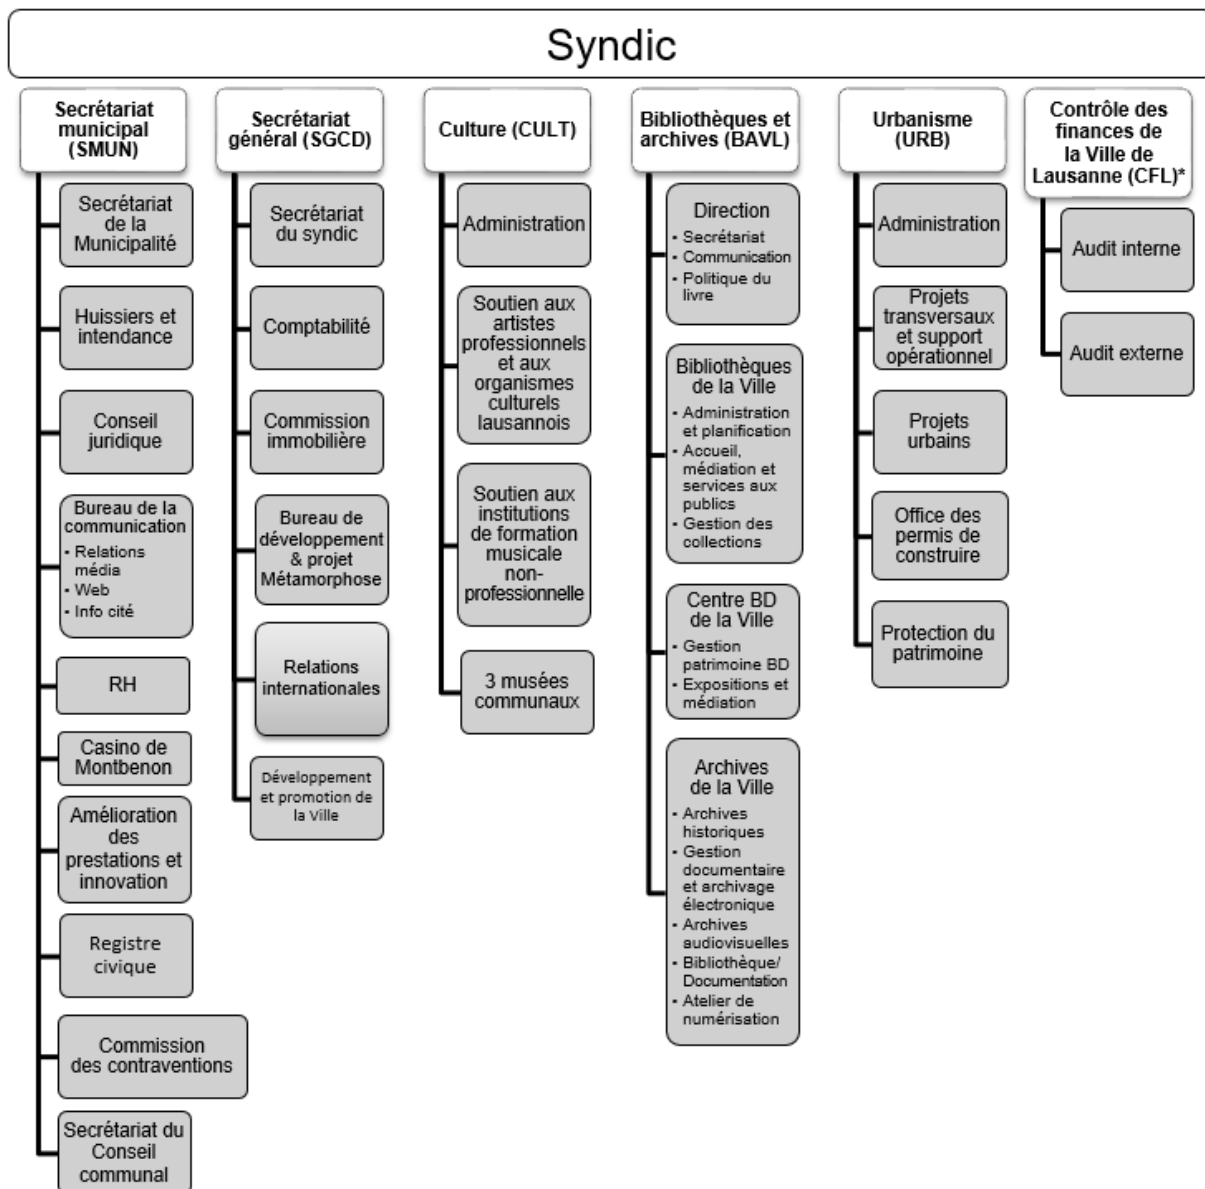 Syndic
Secrétariat
municipal
(SMUN)
Secrétariat
de la
Municipalité
Huissiers et
intendance
Conseil
juridique
Bureau de la
communication
▪ Relations
média
▪ Web
▪ Info cité
RH
Casino de
Montbenon
Amélioration
des
prestations et
innovation
Registre
civique
Commission
des contraventions
Secrétariat du
Conseil
communal
Secrétariat
général (SGCD)
Secrétariat
du syndic
Comptabilité
Commission
immobilière
Bureau de
développement
& projet
Métamorphose
Relations
internationales
Développement
et promotion de
la Ville
Culture (CULT)
Administration
Soutien aux
artistes
professionnels
et aux
organismes
culturels
lausannois
Soutien aux
institutions
de formation
musicale
non-
professionnelle
3 musées
communaux
Bibliothèques et
archives (BAVL)
Direction
▪ Secrétariat
▪ Communication
▪ Politique du
livre
Bibliothèques
de la Ville
▪ Administration
et planification
▪ Accueil,
médiation et
services aux
publics
▪ Gestion des
collections
Centre BD
de la Ville
▪ Gestion
patrimoine BD
▪ Expositions et
médiation
Archives
de la Ville
▪ Archives
historiques
▪ Gestion
documentaire
et archivage
électronique
▪ Archives
audiovisuelles
▪ Bibliothèque/
Documentation
▪ Atelier de
numérisation
Urbanisme
(URB)
Administration
Projets
transversaux
et support
opérationnel
Projets
urbains
Office des
permis de
construire
Protection du
patrimoine
Contrôle des
finances de
la Ville de
Lausanne (CFL)*
Audit interne
Audit externe